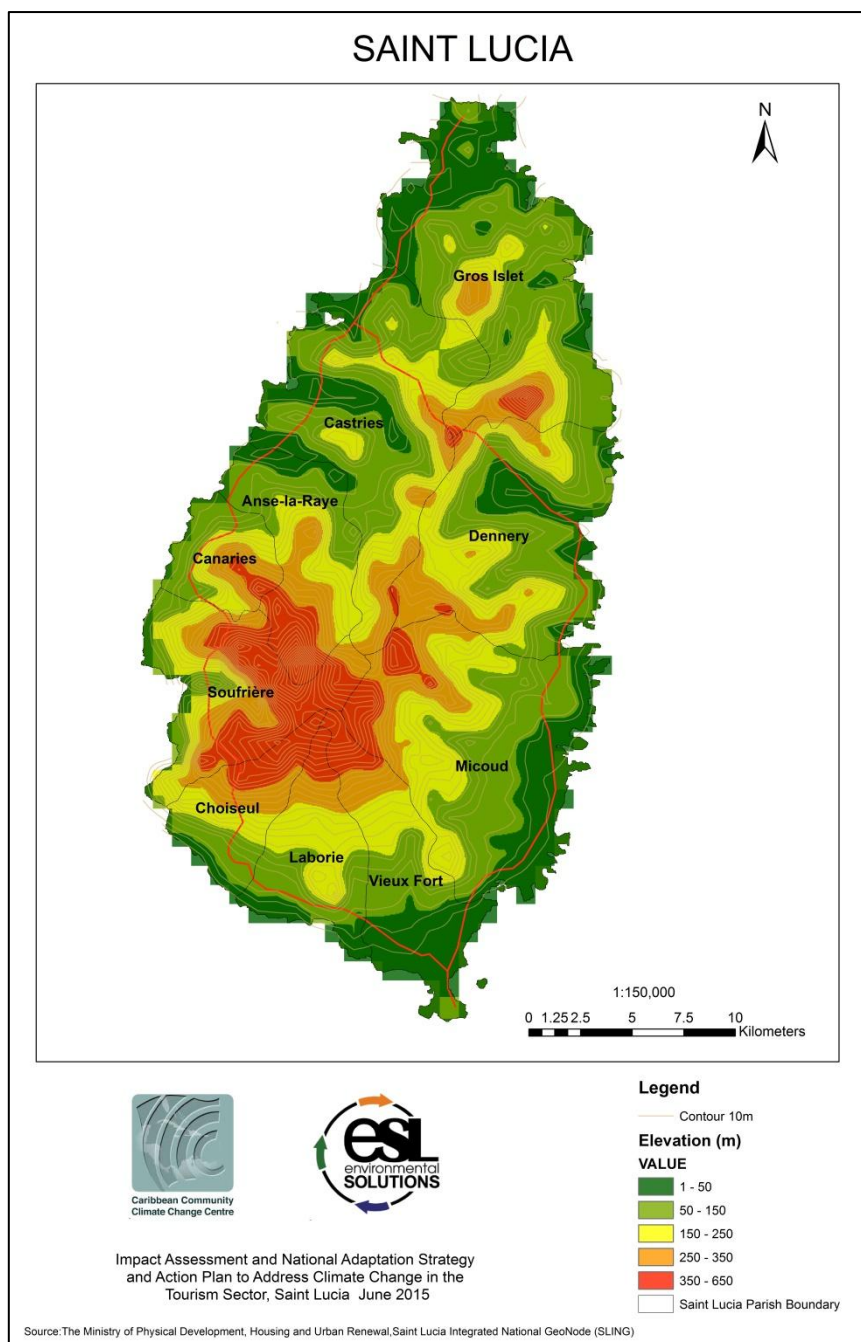 SAINT LUCIA
N
Gros Islet
Castries
Anse-la-Raye
Dennery
Canaries
Soufrière
Micoud
Choiseul
Laborie
Vieux Fort
1:150,000
0 1.25 2.5 5 7.5 10
Kilometers
Caribbean Community
Climate Change Centre
esl
environmental
SOLUTIONS
Legend
Contour 10m
Elevation (m)
VALUE
1 - 50
50 - 150
150 - 250
250 - 350
350 - 650
Saint Lucia Parish Boundary
Impact Assessment and National Adaptation Strategy
and Action Plan to Address Climate Change in the
Tourism Sector, Saint Lucia June 2015
Source:The Ministry of Physical Development, Housing and Urban Renewal,Saint Lucia Integrated National GeoNode (SLING)